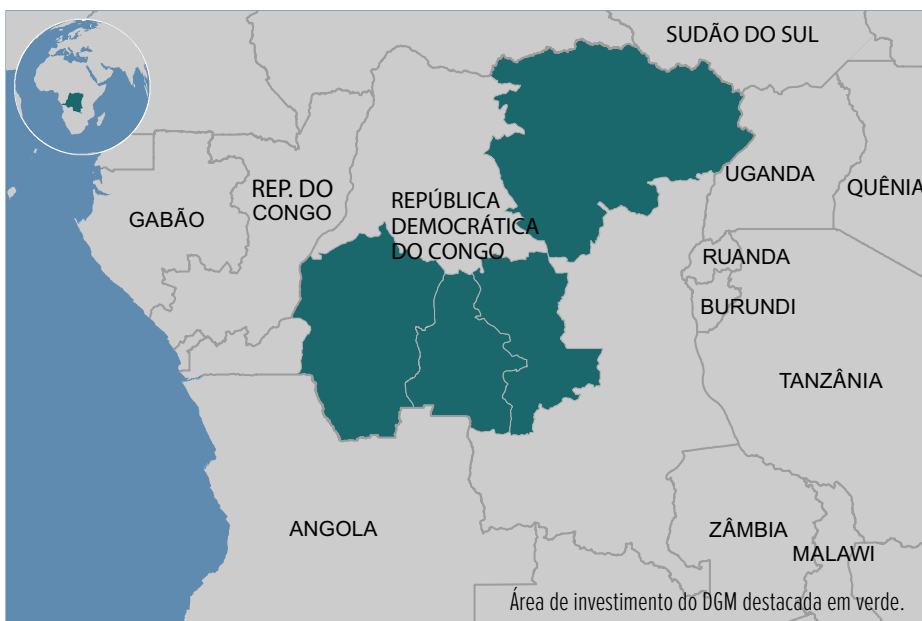 SUDÃO DO SUL
UGANDA
QUÊNIA
REP. DO
CONGO
GABÃO
REPÚBLICA
DEMOCRÁTICA
DO CONGO
RUANDA
BURUNDI
TANZÂNIA
ANGOLA
ZÂMBIA
MALAWI
Área de investimento do DGM destacada em verde.